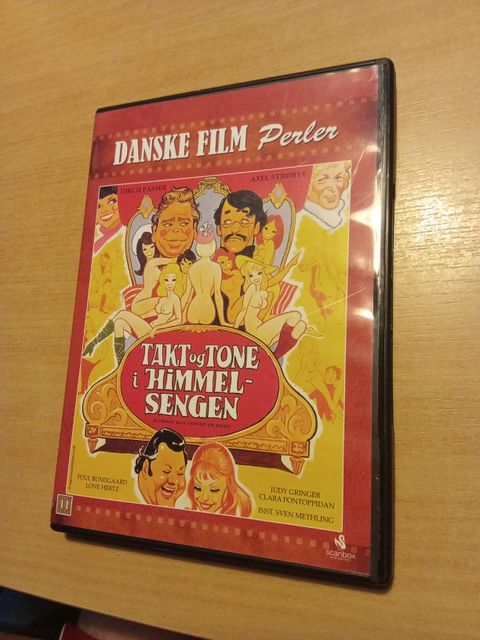 DANSKE FILM Perler
DIRCH PASSER
AXEL STRØBYE
TAKT og TONE
i HiMMEL-
SENGEN
POUL BUNDGAARD
LONE HERTZ
JUDY GRINGER
CLARA PONTOPPIDAN
INST. SVEN METHLING
11
scanbox